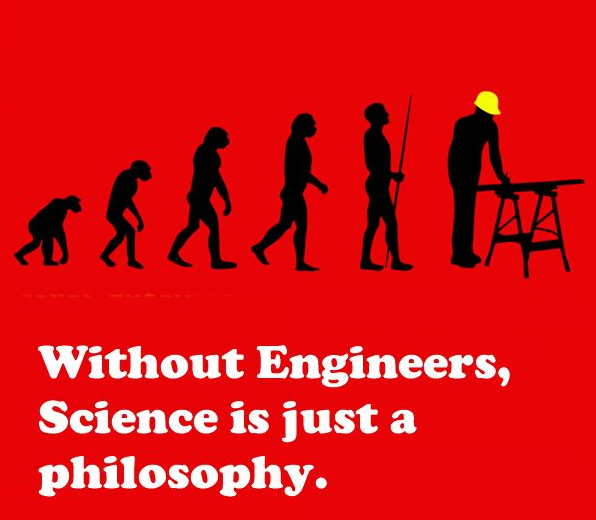 Without Engineers,
Science is just a
philosophy.